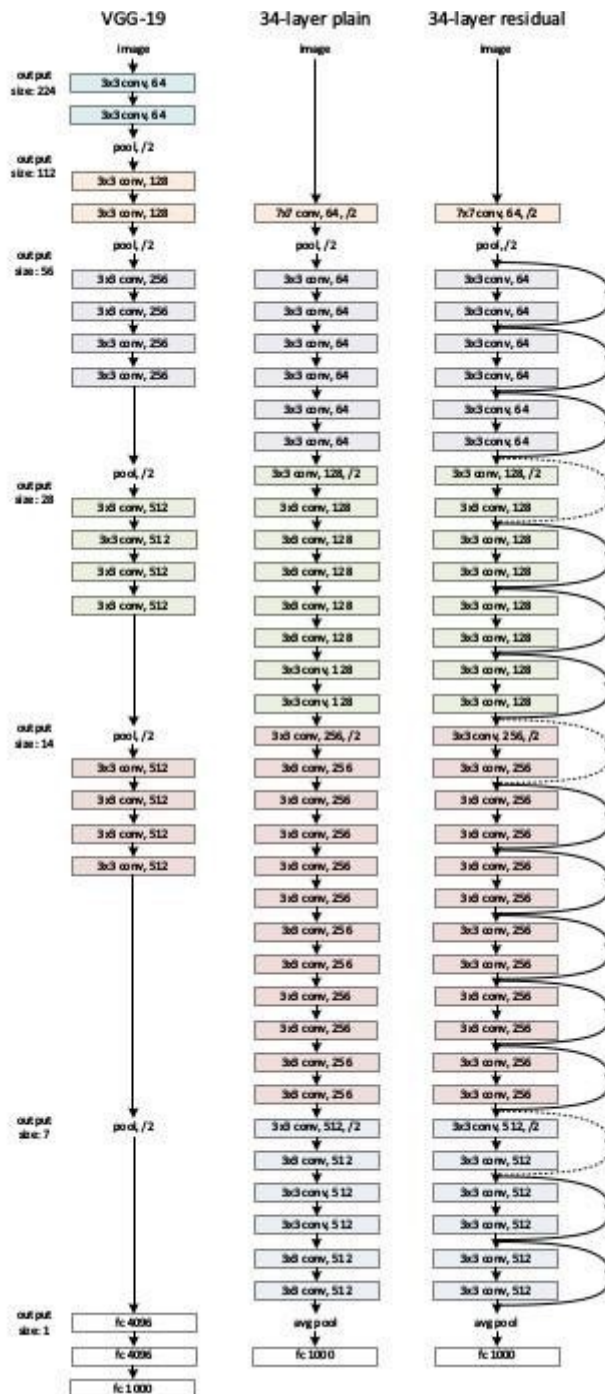 VGG-19
image
output
size: 224
3x3 conv, 64
3x3 conv, 64
pool, /2
output
size: 112
3x3 conv, 128
3x3 conv, 128
pool, /2
output
size: 56
3x3 conv, 256
3x3 conv, 256
3x3 conv, 256
3x3 conv, 256
pool, /2
output
size: 28
3x3 conv, 512
3x3 conv, 512
3x3 conv, 512
3x3 conv, 512
pool, /2
output
size: 14
3x3 conv, 512
3x3 conv, 512
3x3 conv, 512
3x3 conv, 512
pool, /2
output
size: 7
output
size: 1
fc 4096
fc 4096
fc 1000
34-layer plain
image
7x7 conv, 64, /2
pool, /2
3x3 conv, 64
3x3 conv, 64
3x3 conv, 64
3x3 conv, 64
3x3 conv, 64
3x3 conv, 64
3x3 conv, 128, /2
3x3 conv, 128
3x3 conv, 128
3x3 conv, 128
3x3 conv, 128
3x3 conv, 128
3x3 conv, 128
3x3 conv, 128
3x3 conv, 256, /2
3x3 conv, 256
3x3 conv, 256
3x3 conv, 256
3x3 conv, 256
3x3 conv, 256
3x3 conv, 256
3x3 conv, 256
3x3 conv, 256
3x3 conv, 256
3x3 conv, 256
3x3 conv, 256
3x3 conv, 512, /2
3x3 conv, 512
3x3 conv, 512
3x3 conv, 512
3x3 conv, 512
3x3 conv, 512
avg pool
fc 1000
34-layer residual
image
7x7 conv, 64, /2
pool, /2
3x3 conv, 64
3x3 conv, 64
3x3 conv, 64
3x3 conv, 64
3x3 conv, 64
3x3 conv, 64
3x3 conv, 128, /2
3x3 conv, 128
3x3 conv, 128
3x3 conv, 128
3x3 conv, 128
3x3 conv, 128
3x3 conv, 128
3x3 conv, 128
3x3 conv, 256, /2
3x3 conv, 256
3x3 conv, 256
3x3 conv, 256
3x3 conv, 256
3x3 conv, 256
3x3 conv, 256
3x3 conv, 256
3x3 conv, 256
3x3 conv, 256
3x3 conv, 256
3x3 conv, 256
3x3 conv, 512, /2
3x3 conv, 512
3x3 conv, 512
3x3 conv, 512
3x3 conv, 512
3x3 conv, 512
avg pool
fc 1000